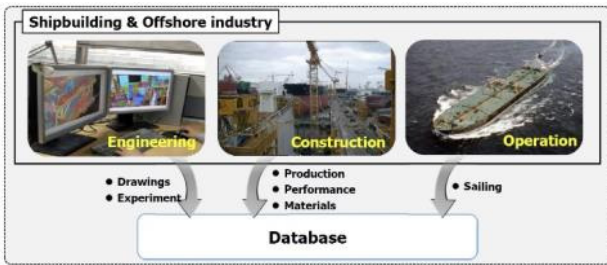 Shipbuilding & Offshore industry
Engineering
Construction
Operation
• Drawings
• Experiment
• Production
• Performance
• Materials
• Sailing
Database